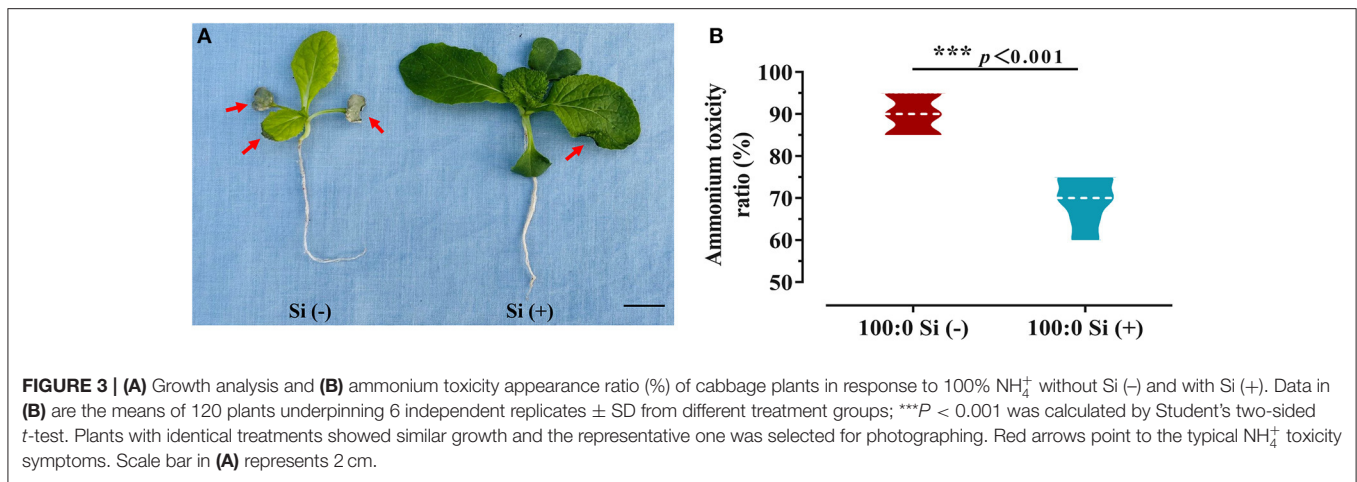 A
Si (-)
Si (+)
B
*** p<0.001
Ammonium toxicity
ratio (%)
100
90
80
70
60
50
100:0 Si (-)
100:0 Si (+)
FIGURE 3 | (A) Growth analysis and (B) ammonium toxicity appearance ratio (%) of cabbage plants in response to 100% NH₄⁺ without Si (–) and with Si (+). Data in
(B) are the means of 120 plants underpinning 6 independent replicates ± SD from different treatment groups; ***P < 0.001 was calculated by Student's two-sided
t-test. Plants with identical treatments showed similar growth and the representative one was selected for photographing. Red arrows point to the typical NH₄⁺ toxicity
symptoms. Scale bar in (A) represents 2 cm.